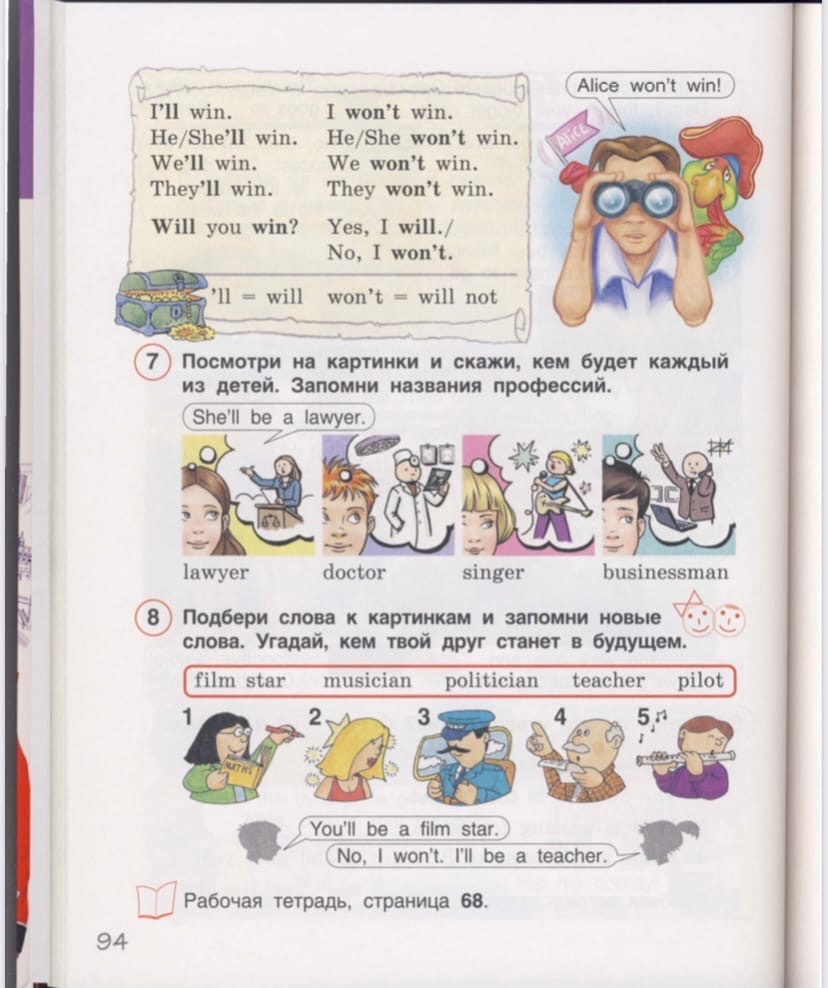 Alice won't win!
Alice
I'll win. I won't win.
He/She'll win. He/She won't win.
We'll win. We won't win.
They'll win. They won't win.
Will you win? Yes, I will./
No, I won't.
'll = will won't = will not
7 Посмотри на картинки и скажи, кем будет каждый
из детей. Запомни названия профессий.
She'll be a lawyer.
lawyer doctor singer businessman
8 Подбери слова к картинкам и запомни новые
слова. Угадай, кем твой друг станет в будущем.
film star musician politician teacher pilot
1 2 3 4 5
MATHS
You'll be a film star.
No, I won't. I'll be a teacher.
Рабочая тетрадь, страница 68.
94